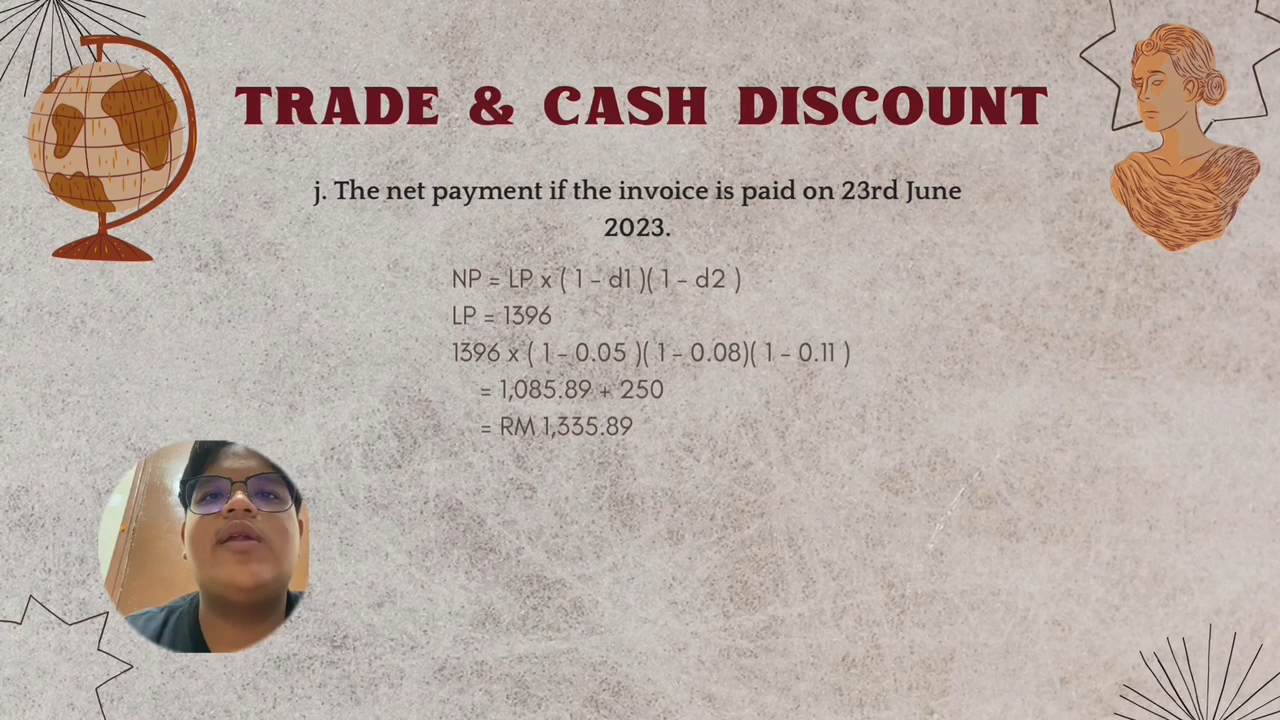 TRADE & CASH DISCOUNT
j. The net payment if the invoice is paid on 23rd June
2023.
NP = LP x ( 1 - d1 )( 1 - d2 )
LP = 1396
1396 x ( 1 - 0.05 )( 1 - 0.08)( 1 - 0.11 )
= 1,085.89 + 250
= RM 1,335.89